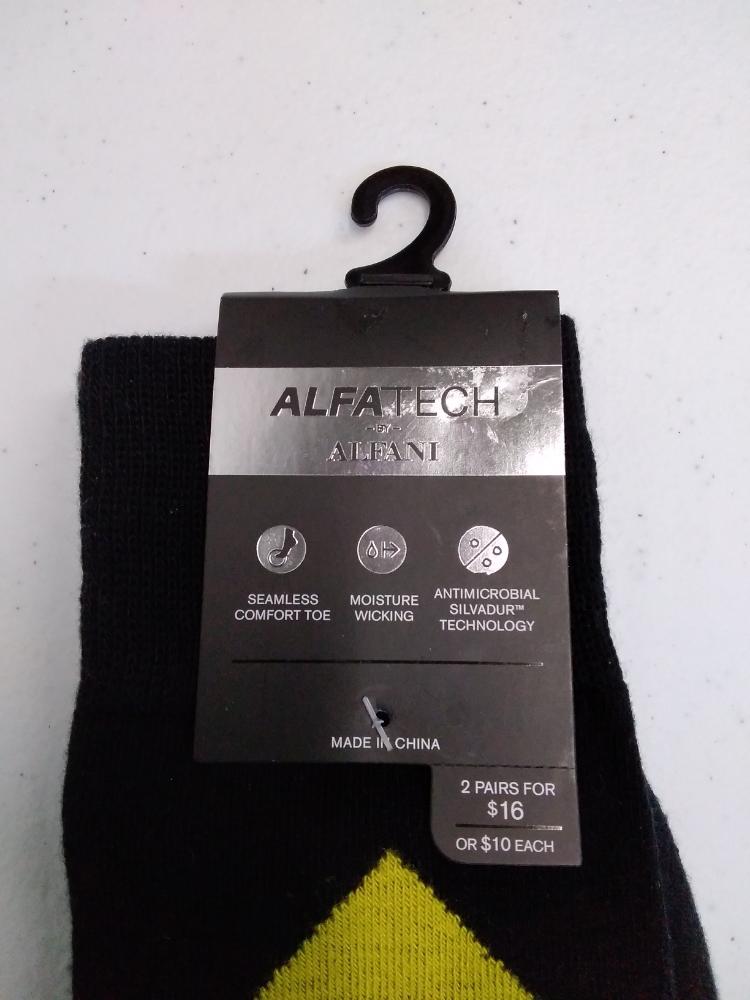 ALFATECH
-BY-
ALFANI
SEAMLESS
COMFORT TOE
MOISTURE
WICKING
ANTIMICROBIAL
SILVADUR™
TECHNOLOGY
MADE IN CHINA
2 PAIRS FOR
$16
OR $10 EACH